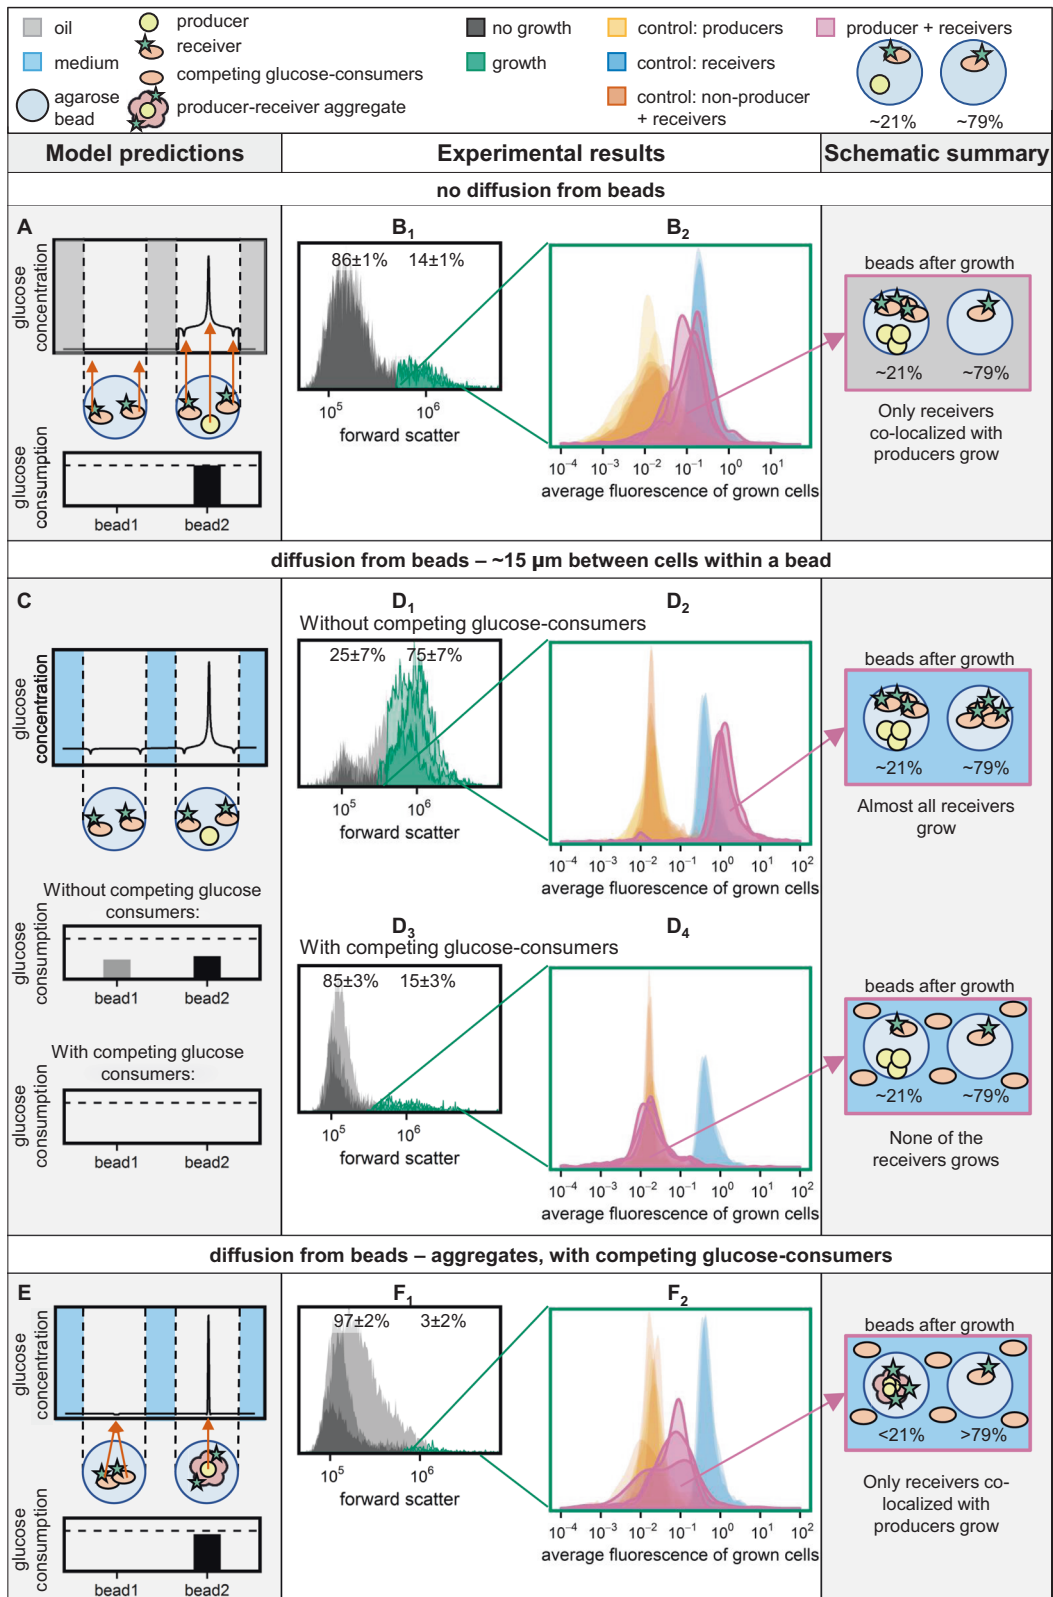 oil
medium
agarose
bead
producer
receiver
competing glucose-consumers
producer-receiver aggregate
no growth
growth
control: producers
control: receivers
control: non-producer
+ receivers
producer + receivers
~21% ~79%
Model predictions
Experimental results
Schematic summary
no diffusion from beads
A
glucose
concentration
glucose
consumption
bead1 bead2
B1
86±1% 14±1%
10^5 10^6
forward scatter
B2
10^−4 10^−3 10^−2 10^−1 10^0 10^1
average fluorescence of grown cells
beads after growth
~21% ~79%
Only receivers
co-localized with
producers grow
diffusion from beads – ~15 µm between cells within a bead
C
glucose
concentration
Without competing glucose
consumers:
glucose
consumption
bead1 bead2
With competing glucose
consumers:
glucose
consumption
bead1 bead2
D1
D2
Without competing glucose-consumers
25±7% 75±7%
10^5 10^6
forward scatter
10^−4 10^−3 10^−2 10^−1 10^0 10^1 10^2
average fluorescence of grown cells
beads after growth
~21% ~79%
Almost all receivers
grow
D3
D4
With competing glucose-consumers
85±3% 15±3%
10^5 10^6
forward scatter
10^−4 10^−3 10^−2 10^−1 10^0 10^1 10^2
average fluorescence of grown cells
beads after growth
~21% ~79%
None of the
receivers grows
diffusion from beads – aggregates, with competing glucose-consumers
E
glucose
concentration
glucose
consumption
bead1 bead2
F1
97±2% 3±2%
10^5 10^6
forward scatter
F2
10^−4 10^−3 10^−2 10^−1 10^0 10^1 10^2
average fluorescence of grown cells
beads after growth
<21% >79%
Only receivers co-
localized with
producers grow